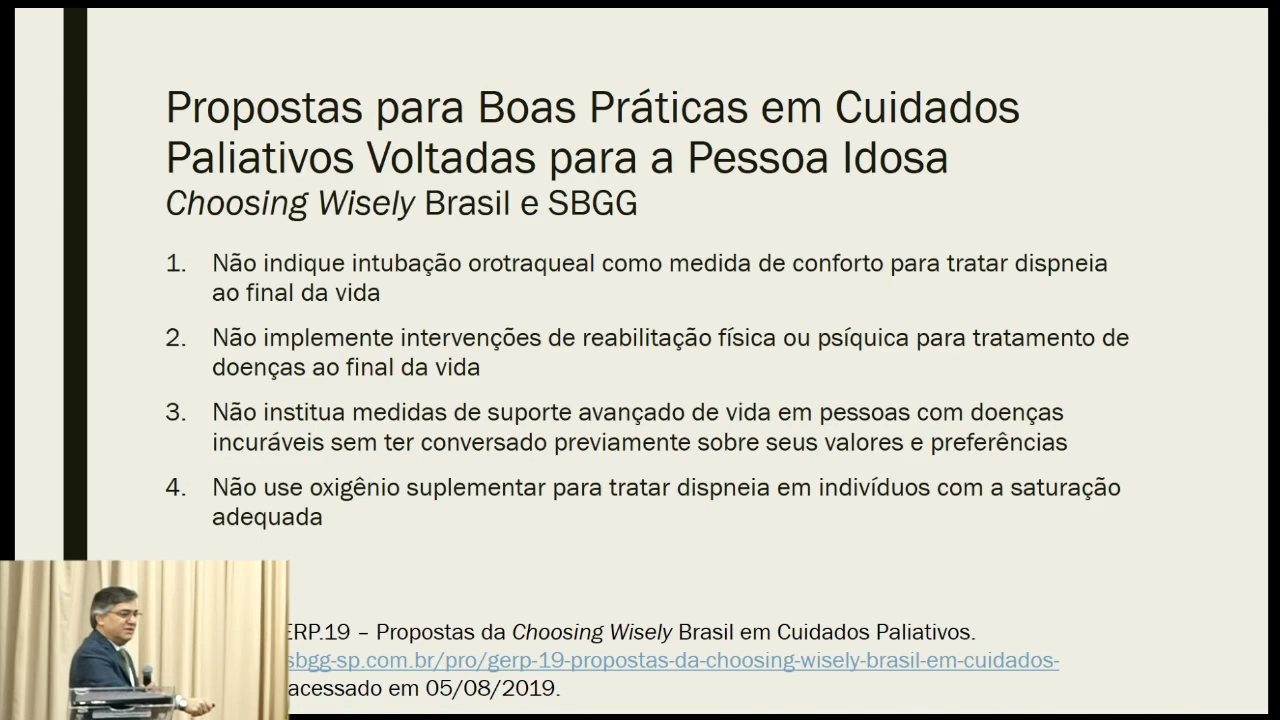 Propostas para Boas Práticas em Cuidados
Paliativos Voltadas para a Pessoa Idosa
Choosing Wisely Brasil e SBGG
1. Não indique intubação orotraqueal como medida de conforto para tratar dispneia
ao final da vida
2. Não implemente intervenções de reabilitação física ou psíquica para tratamento de
doenças ao final da vida
3. Não institua medidas de suporte avançado de vida em pessoas com doenças
incuráveis sem ter conversado previamente sobre seus valores e preferências
4. Não use oxigênio suplementar para tratar dispneia em indivíduos com a saturação
adequada
ERP.19 – Propostas da Choosing Wisely Brasil em Cuidados Paliativos.
sbgg-sp.com.br/pro/gerp-19-propostas-da-choosing-wisely-brasil-em-cuidados-
acessado em 05/08/2019.